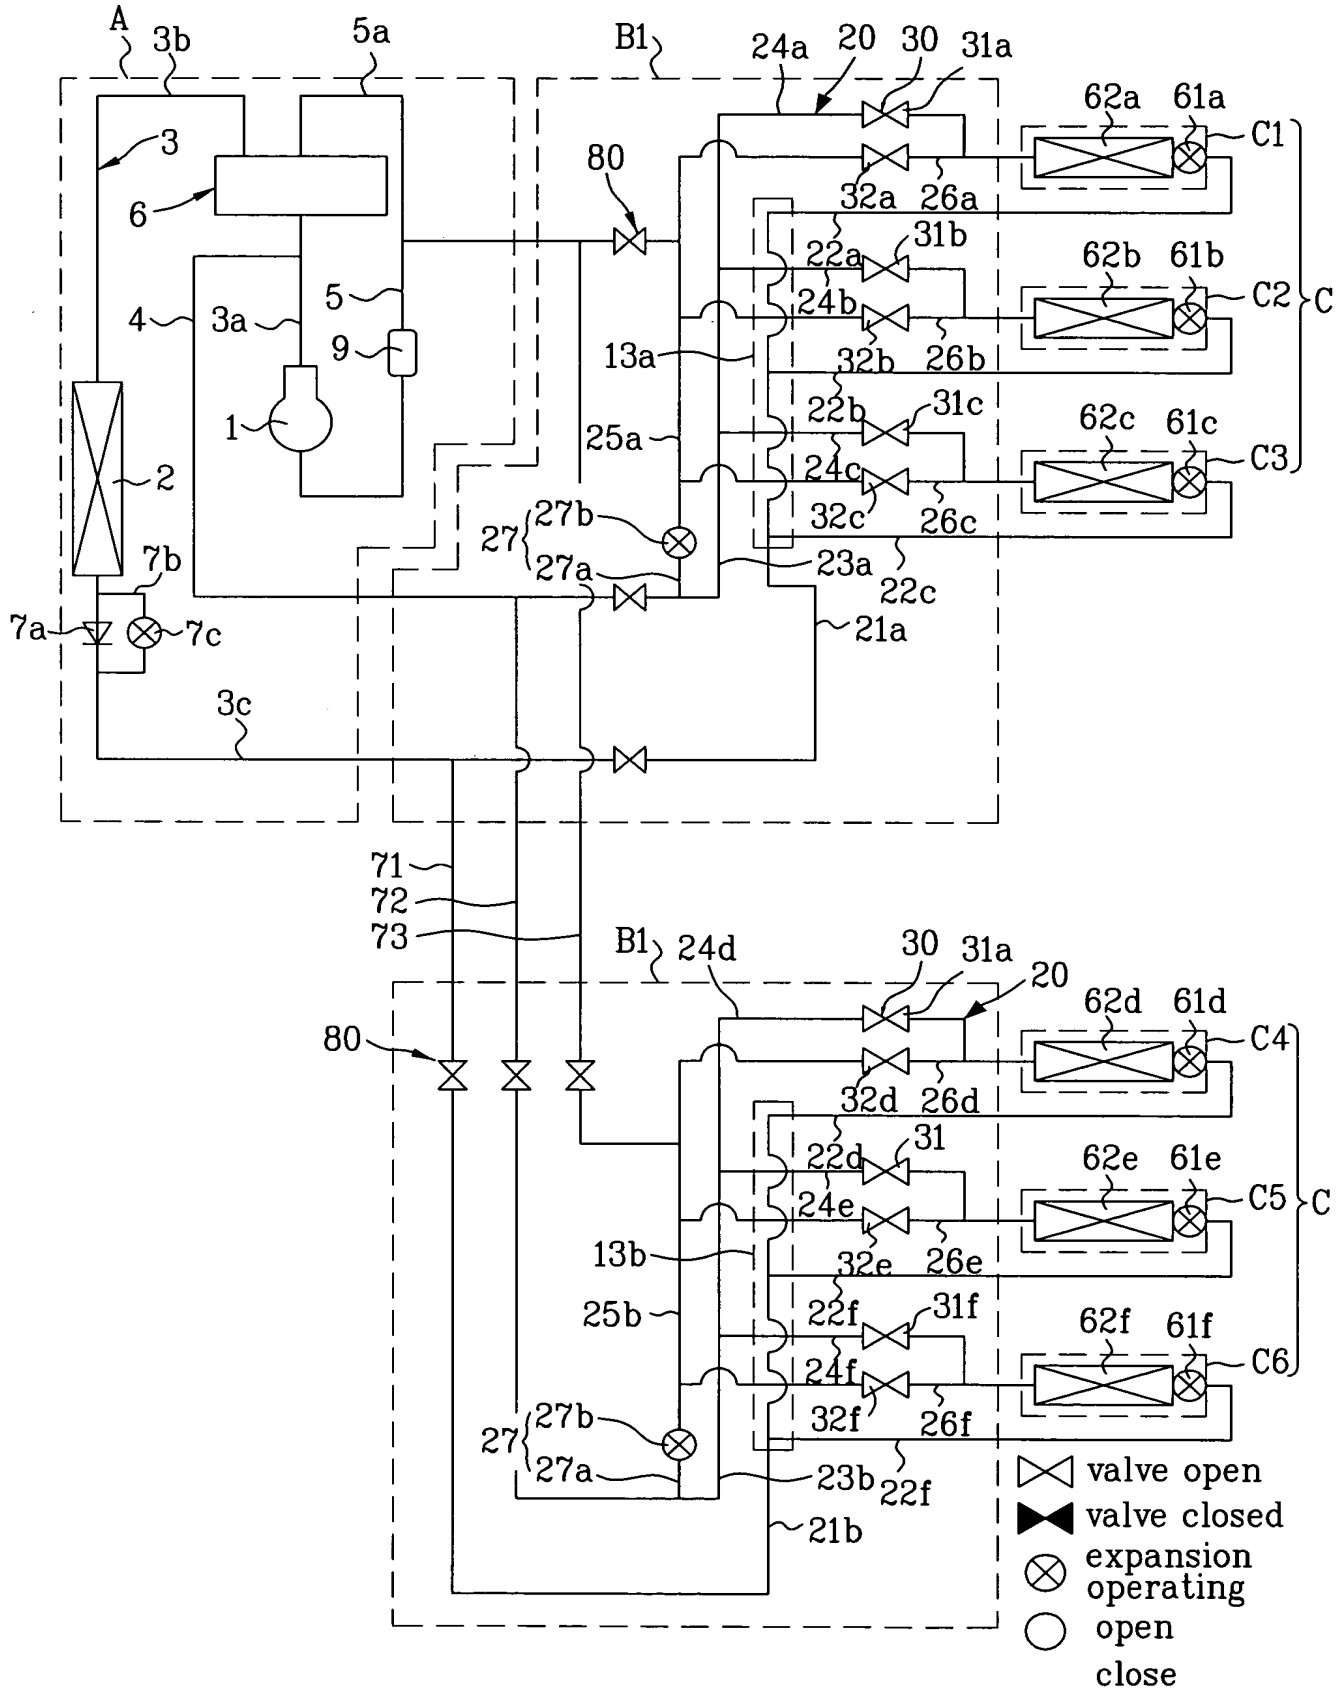 A
3b
5a
B1
24a
20
30
31a
62a
61a
C1
3
80
6
32a
26a
C
22a
31b
62b
61b
C2
4
3a
5
24b
9
13a
32b
26b
22b
31c
62c
61c
C3
1
25a
2
24c
27
27b
32c
26c
27a
23a
22c
7b
7a
7c
21a
3c
71
72
73
B1
24d
30
31a
20
62d
61d
C4
80
32d
26d
22d
31
62e
61e
C5
C
24e
13b
32e
26e
25b
22f
31f
62f
61f
C6
24f
27
27b
32f
26f
27a
23b
22f
21b
valve open
valve closed
expansion
operating
open
close